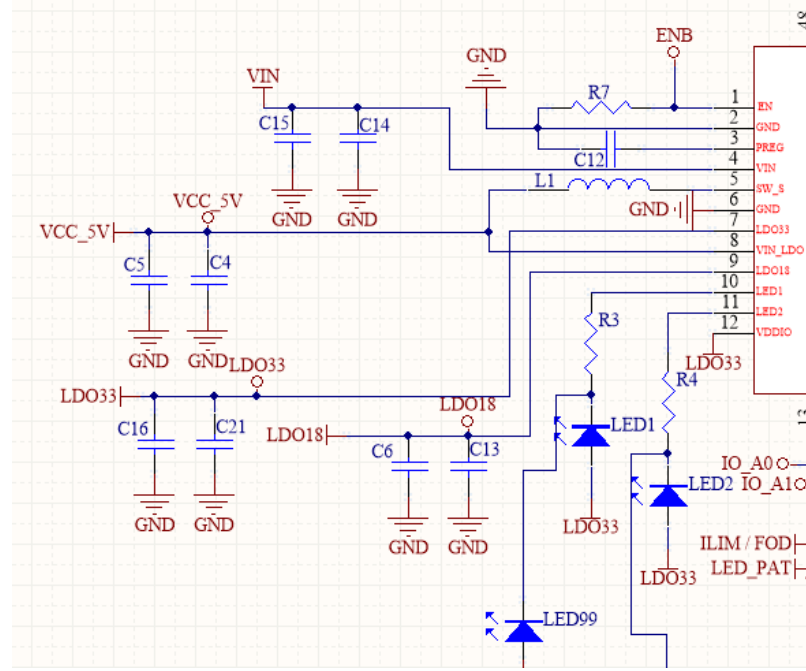 48
ENB
GND
VIN
R7
1 EN
C15
C14
2 GND
3 PREG
C12
4 VIN
L1
5 SW_S
VCC_5V
GND
6 GND
GND
GND
7 LDO33
VCC_5V
8 VIN_LDO
C5
C4
9 LDO18
10 LED1
11 LED2
R3
12 VDDIO
GND
GND
LDO33
LDO33
R4
LDO33
LDO18
C16
C21
LED1
13
LDO18
C6
C13
IO_A0
LED2
IO_A1
GND
GND
LDO33
GND
GND
ILIM / FOD
LED_PAT
LDO33
LED99